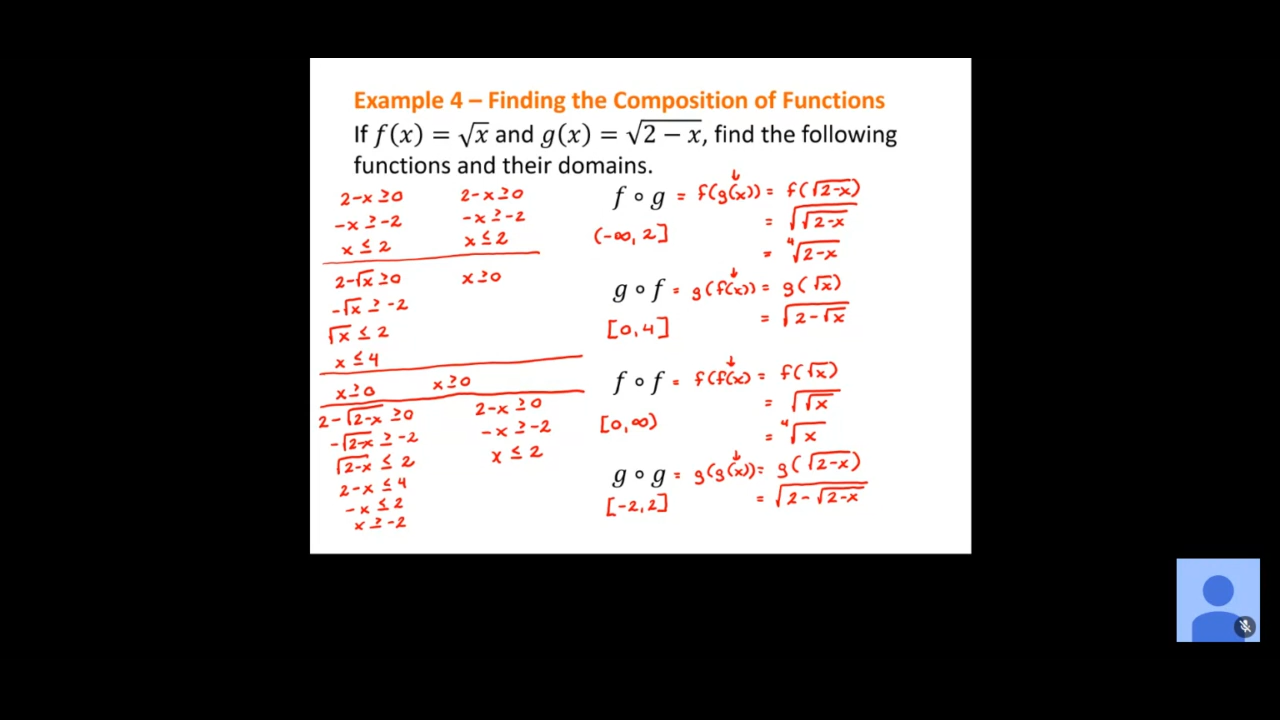 Example 4 – Finding the Composition of Functions
If f(x) = √x and g(x) = √(2 − x), find the following
functions and their domains.
2-x ≥0
-x ≥ -2
x ≤ 2
2-x ≥0
-x ≥ -2
x ≤ 2
f ∘ g = f(g(x)) = f(√(2-x))
= √(√(2-x))
= ⁴√(2-x)
(-∞, 2]
2-√x ≥0
-√x ≥ -2
√x ≤ 2
x ≤ 4
x ≥0
g ∘ f = g(f(x)) = g(√x)
= √(2-√x)
[0, 4]
x ≥0
x ≥0
f ∘ f = f(f(x) = f(√x)
= √(√x)
= ⁴√x
[0, ∞)
2-√(2-x) ≥0
-√(2-x) ≥ -2
√(2-x) ≤ 2
2-x ≤ 4
-x ≤ 2
x ≥ -2
2-x ≥0
-x ≥ -2
x ≤ 2
g ∘ g = g(g(x)) = g(√(2-x))
= √(2-√(2-x))
[-2, 2]